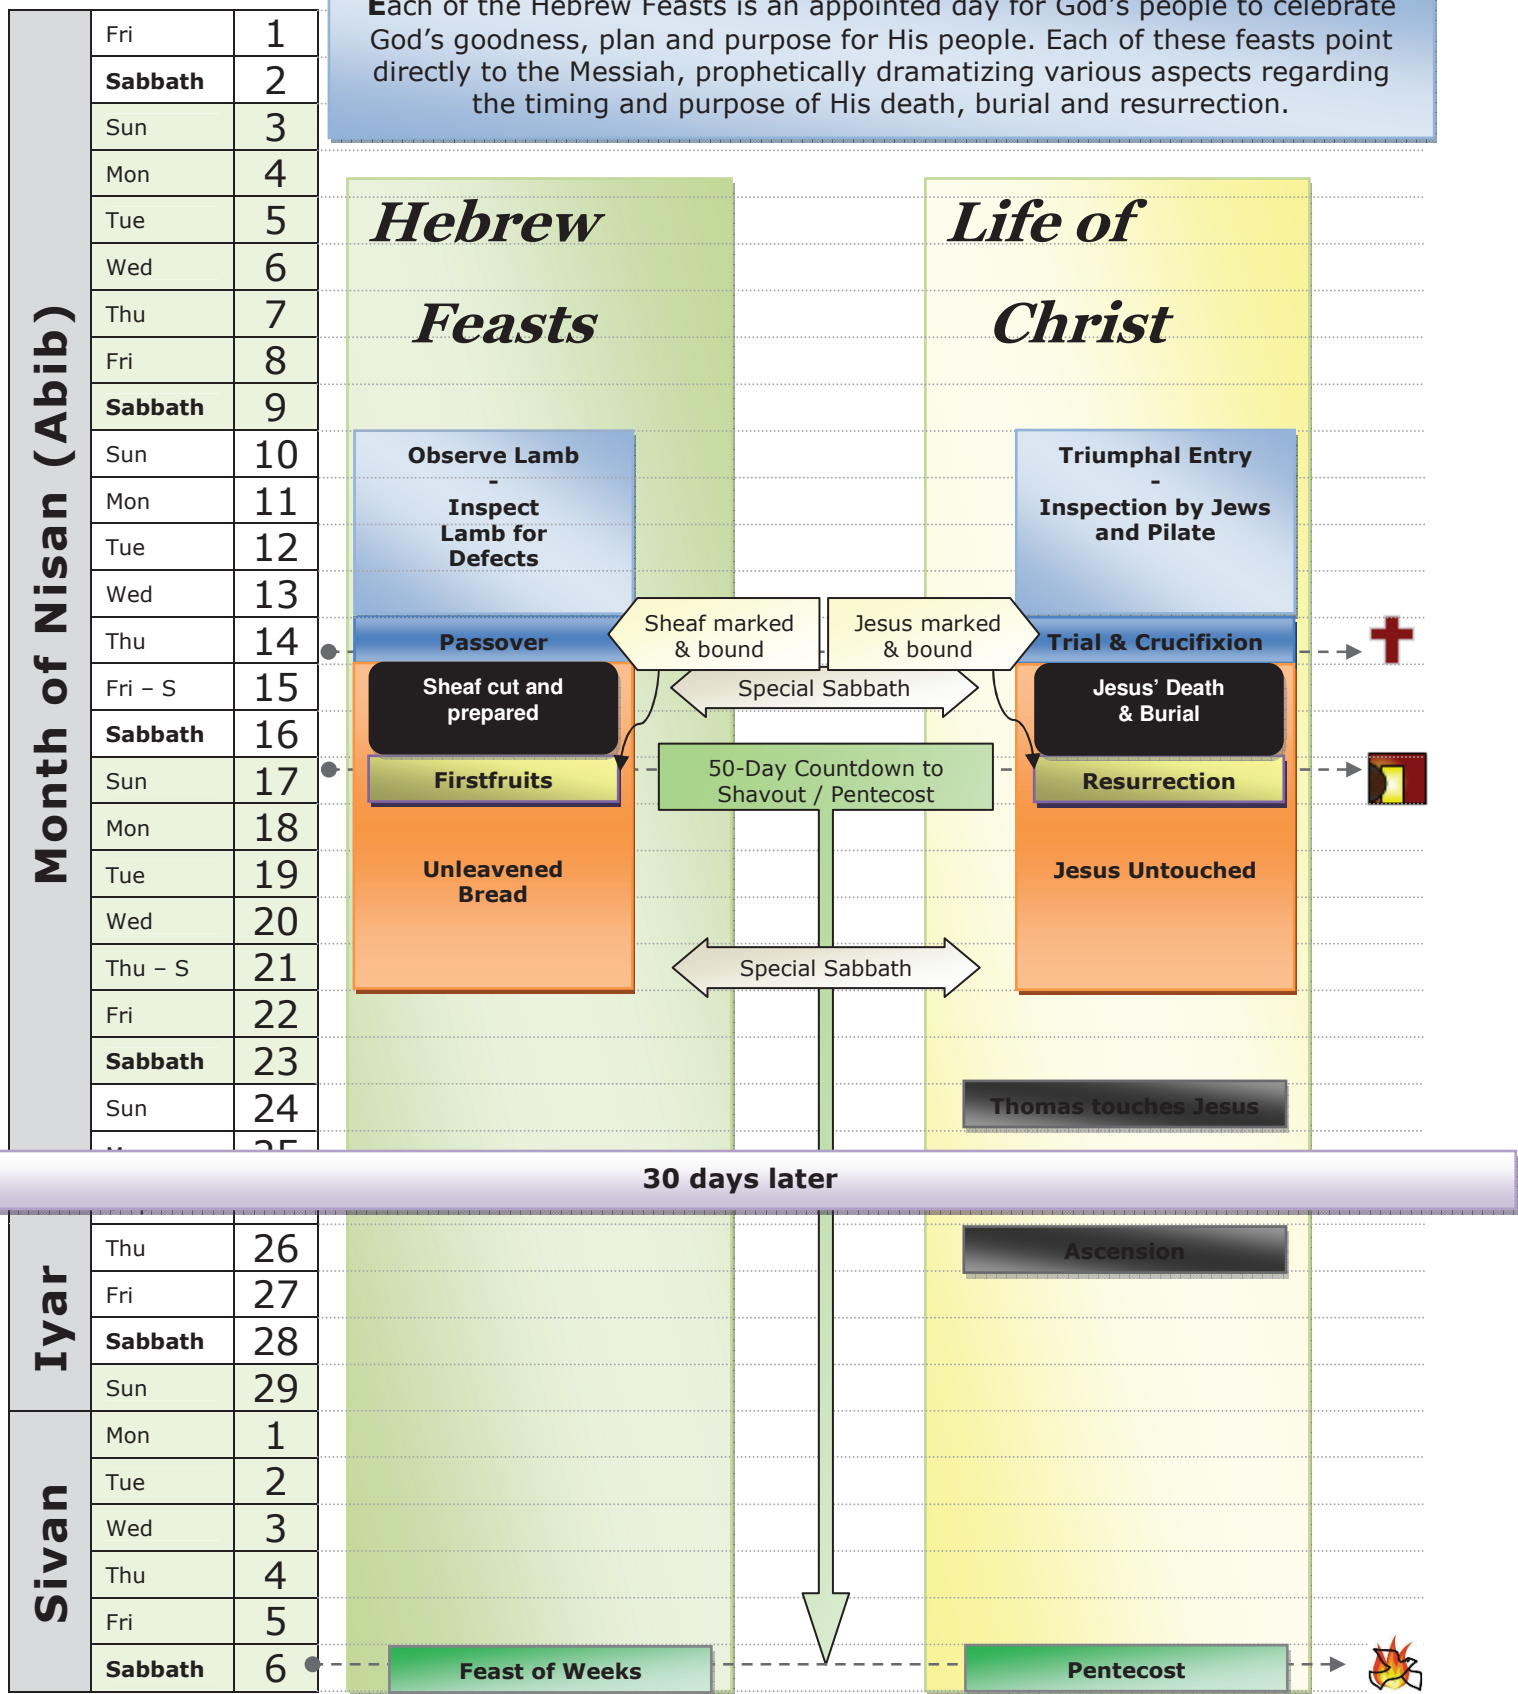 Each of the Hebrew Feasts is an appointed day for God's people to celebrate
God's goodness, plan and purpose for His people. Each of these feasts point
directly to the Messiah, prophetically dramatizing various aspects regarding
the timing and purpose of His death, burial and resurrection.
Month of Nisan (Abib)
Fri 1
Sabbath 2
Sun 3
Mon 4
Tue 5
Wed 6
Thu 7
Fri 8
Sabbath 9
Sun 10
Mon 11
Tue 12
Wed 13
Thu 14
Fri – S 15
Sabbath 16
Sun 17
Mon 18
Tue 19
Wed 20
Thu – S 21
Fri 22
Sabbath 23
Sun 24
Hebrew
Feasts
Life of
Christ
Observe Lamb
-
Inspect
Lamb for
Defects
Triumphal Entry
-
Inspection by Jews
and Pilate
Sheaf marked
& bound
Jesus marked
& bound
Passover
Trial & Crucifixion
Sheaf cut and
prepared
Special Sabbath
Jesus' Death
& Burial
Firstfruits
50-Day Countdown to
Shavout / Pentecost
Resurrection
Unleavened
Bread
Jesus Untouched
Special Sabbath
Thomas touches Jesus
30 days later
Iyar
Thu 26
Fri 27
Sabbath 28
Sun 29
Ascension
Sivan
Mon 1
Tue 2
Wed 3
Thu 4
Fri 5
Sabbath 6
Feast of Weeks
Pentecost